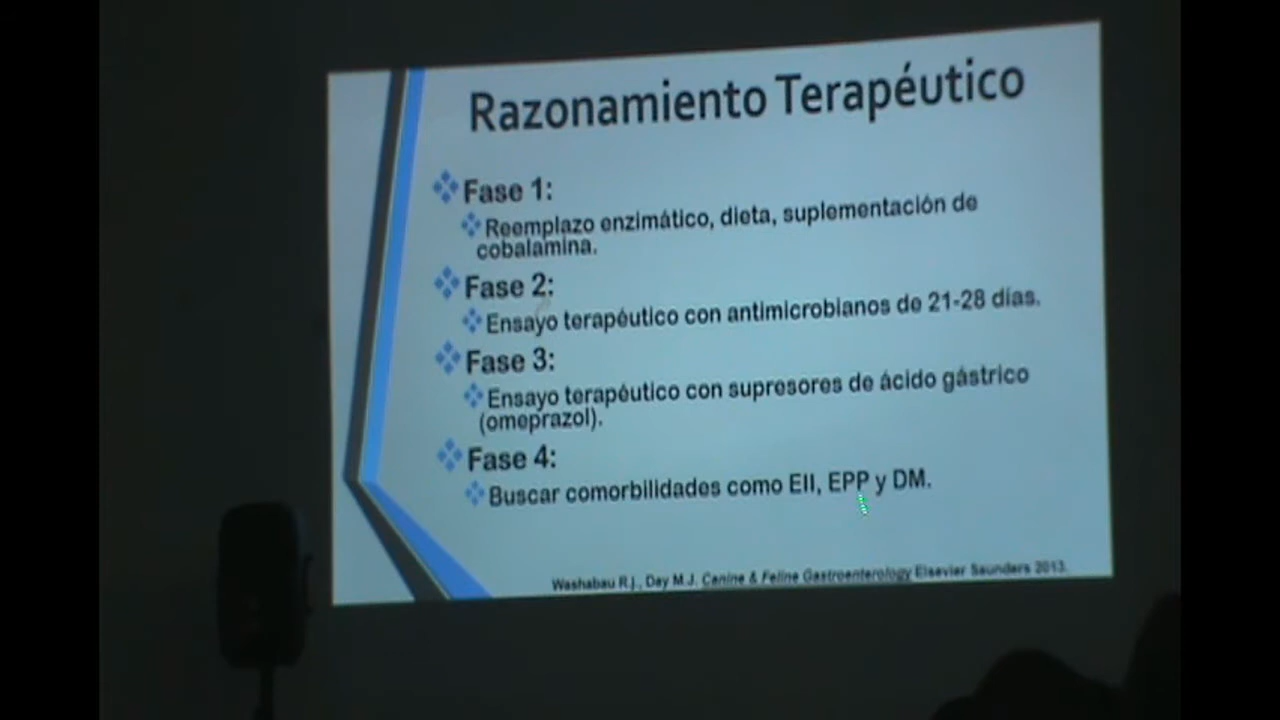 Razonamiento Terapéutico
Fase 1:
Reemplazo enzimático, dieta, suplementación de
cobalamina.
Fase 2:
Ensayo terapéutico con antimicrobianos de 21-28 días.
Fase 3:
Ensayo terapéutico con supresores de ácido gástrico
(omeprazol).
Fase 4:
Buscar comorbilidades como EII, EPP y DM.
Washabau R.J., Day M.J. Canine & Feline Gastroenterology Elsevier Saunders 2013.